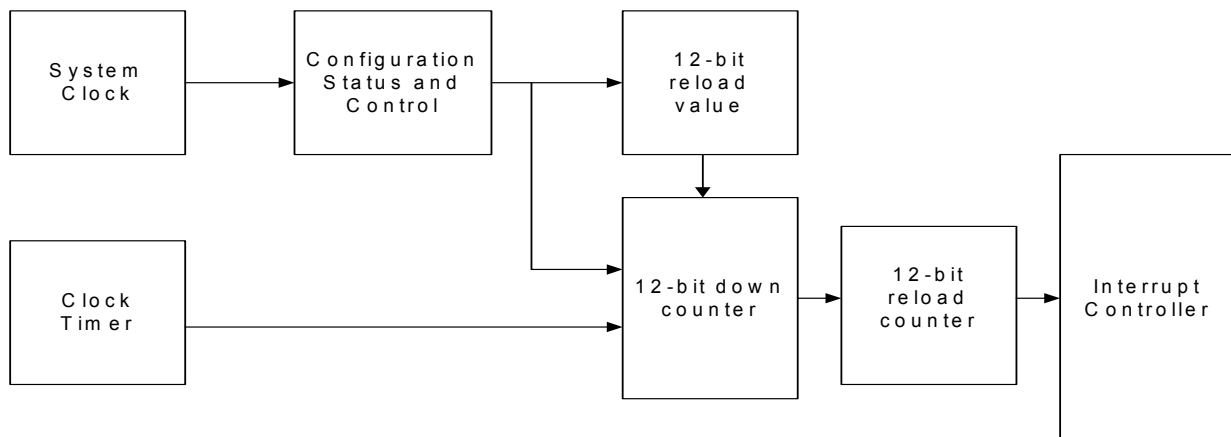 System
Clock
Configuration
Status and
Control
12-bit
reload
value
Clock
Timer
12-bit down
counter
12-bit
reload
counter
Interrupt
Controller